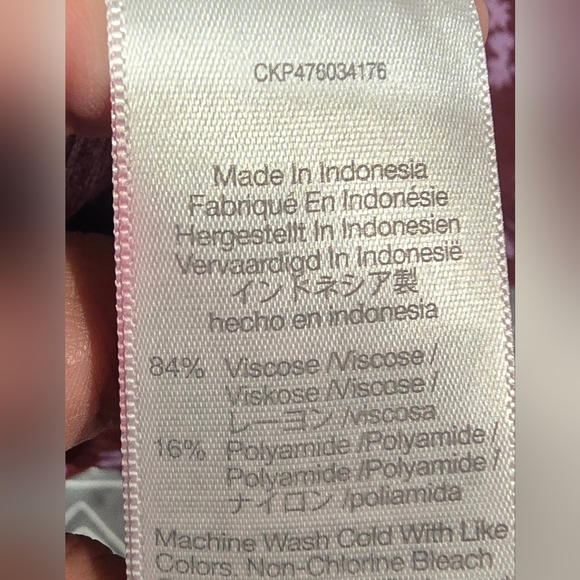 CKP476034176
Made In Indonesia
Fabriqué En Indonésie
Hergestellt In Indonesien
Vervaardigd In Indonesië
インドネシア製
hecho en indonesia
84% Viscose /Viscose /
Viskose /Viscose /
レーヨン /viscosa
16% Polyamide /Polyamide /
Polyamide /Polyamide /
ナイロン /poliamida
Machine Wash Cold With Like
Colors. Non-Chlorine Bleach